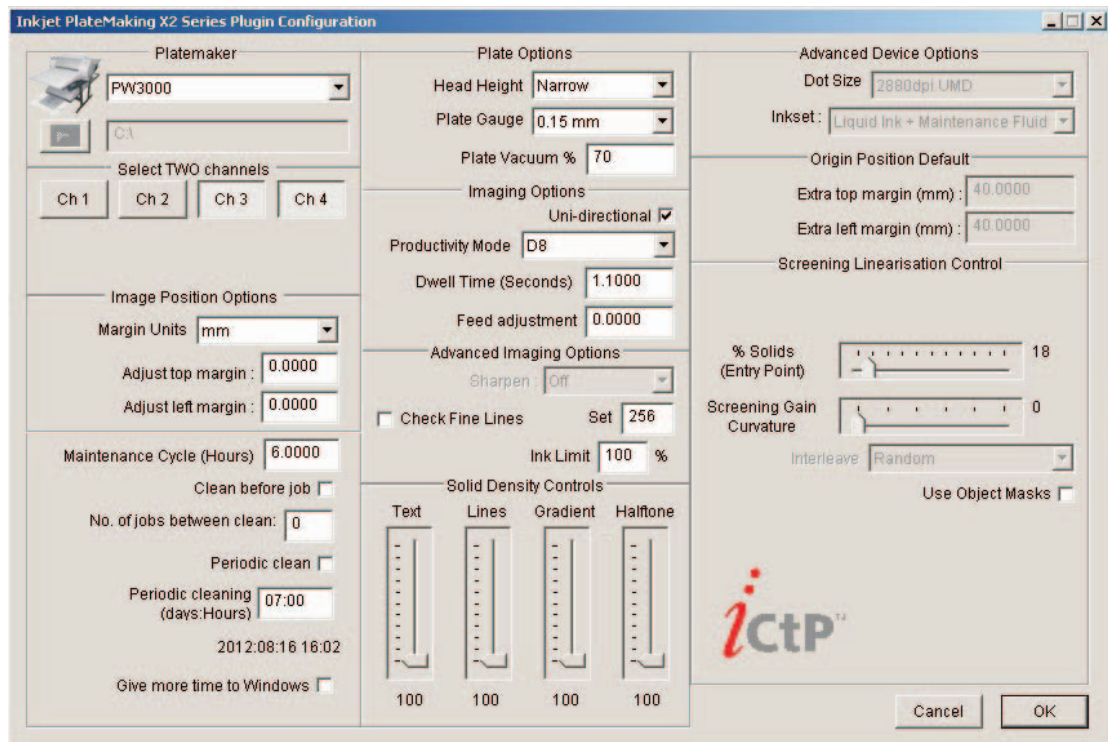 Inkjet PlateMaking X2 Series Plugin Configuration
Platemaker
PW3000
C:\
Select TWO channels
Ch 1
Ch 2
Ch 3
Ch 4
Image Position Options
Margin Units
mm
Adjust top margin :
0.0000
Adjust left margin :
0.0000
Maintenance Cycle (Hours)
6.0000
Clean before job
No. of jobs between clean:
0
Periodic clean
Periodic cleaning
(days:Hours)
07:00
2012:08:16 16:02
Give more time to Windows
Plate Options
Head Height
Narrow
Plate Gauge
0.15 mm
Plate Vacuum %
70
Imaging Options
Uni-directional
Productivity Mode
D8
Dwell Time (Seconds)
1.1000
Feed adjustment
0.0000
Advanced Imaging Options
Sharpen :
Off
Check Fine Lines
Set
256
Ink Limit
100
%
Solid Density Controls
Text
Lines
Gradient
Halftone
100
100
100
100
Advanced Device Options
Dot Size
2880dpi UMD
Inkset :
Liquid Ink + Maintenance Fluid
Origin Position Default
Extra top margin (mm) :
40.0000
Extra left margin (mm) :
40.0000
Screening Linearisation Control
% Solids
(Entry Point)
18
Screening Gain
Curvature
0
Interleave
Random
Use Object Masks
iCtP™
Cancel
OK